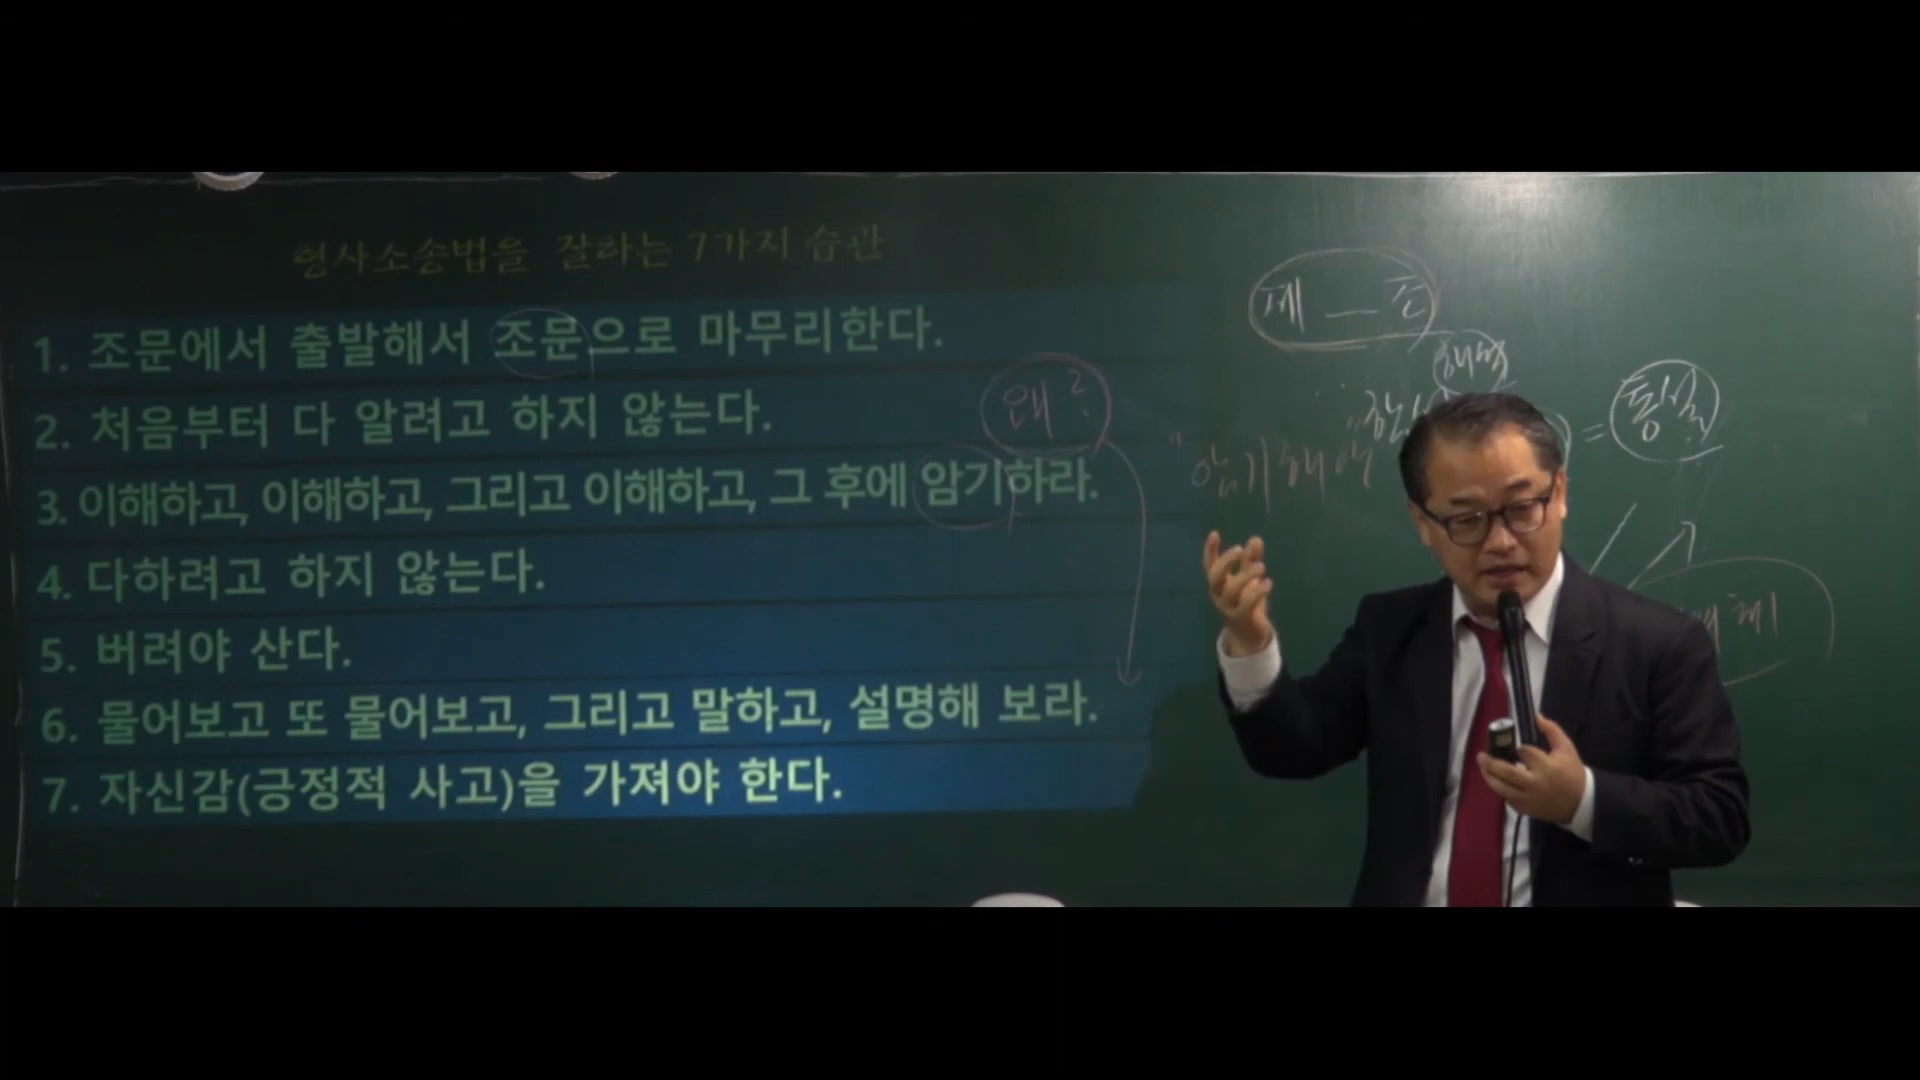 형사소송법을 잘하는 7가지 습관
1. 조문에서 출발해서 조문으로 마무리한다.
2. 처음부터 다 알려고 하지 않는다.
3. 이해하고, 이해하고, 그리고 이해하고, 그 후에 암기하라.
4. 다하려고 하지 않는다.
5. 버려야 산다.
6. 물어보고 또 물어보고, 그리고 말하고, 설명해 보라.
7. 자신감(긍정적 사고)을 가져야 한다.
왜?
제 __ 조
= 통설